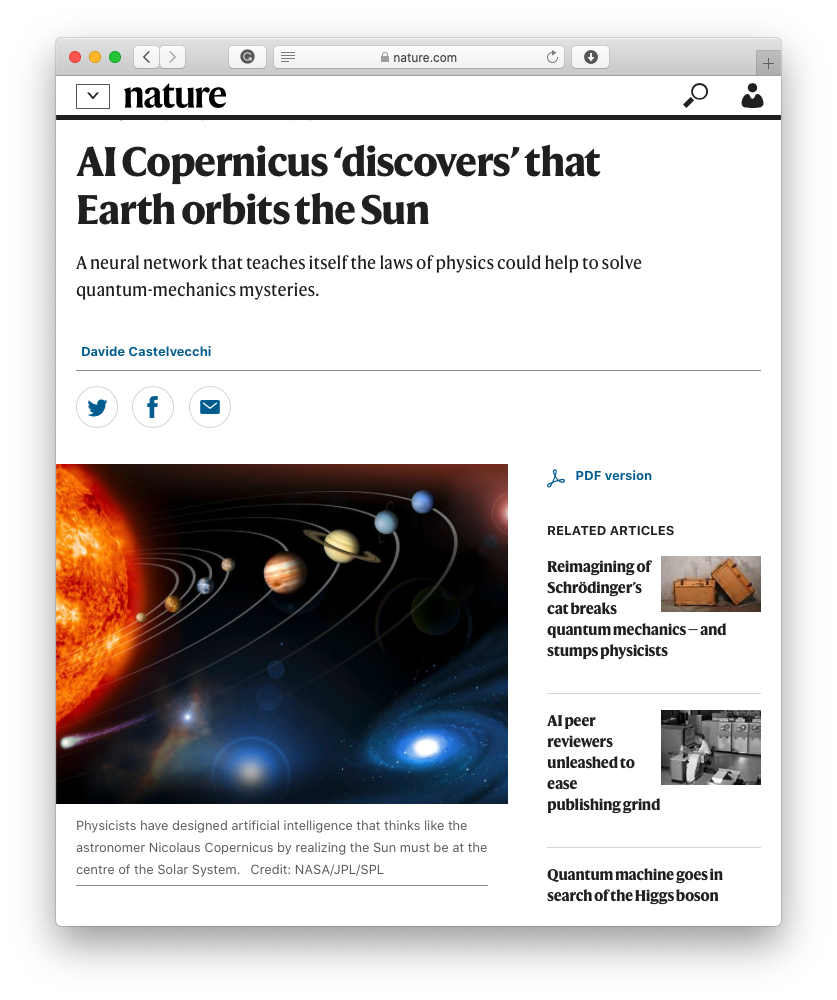 nature.com
nature
AI Copernicus ‘discovers’ that
Earth orbits the Sun
A neural network that teaches itself the laws of physics could help to solve
quantum-mechanics mysteries.
Davide Castelvecchi
PDF version
RELATED ARTICLES
Reimagining of
Schrödinger’s
cat breaks
quantum mechanics — and
stumps physicists
AI peer
reviewers
unleashed to
ease
publishing grind
Quantum machine goes in
search of the Higgs boson
Physicists have designed artificial intelligence that thinks like the
astronomer Nicolaus Copernicus by realizing the Sun must be at the
centre of the Solar System. Credit: NASA/JPL/SPL